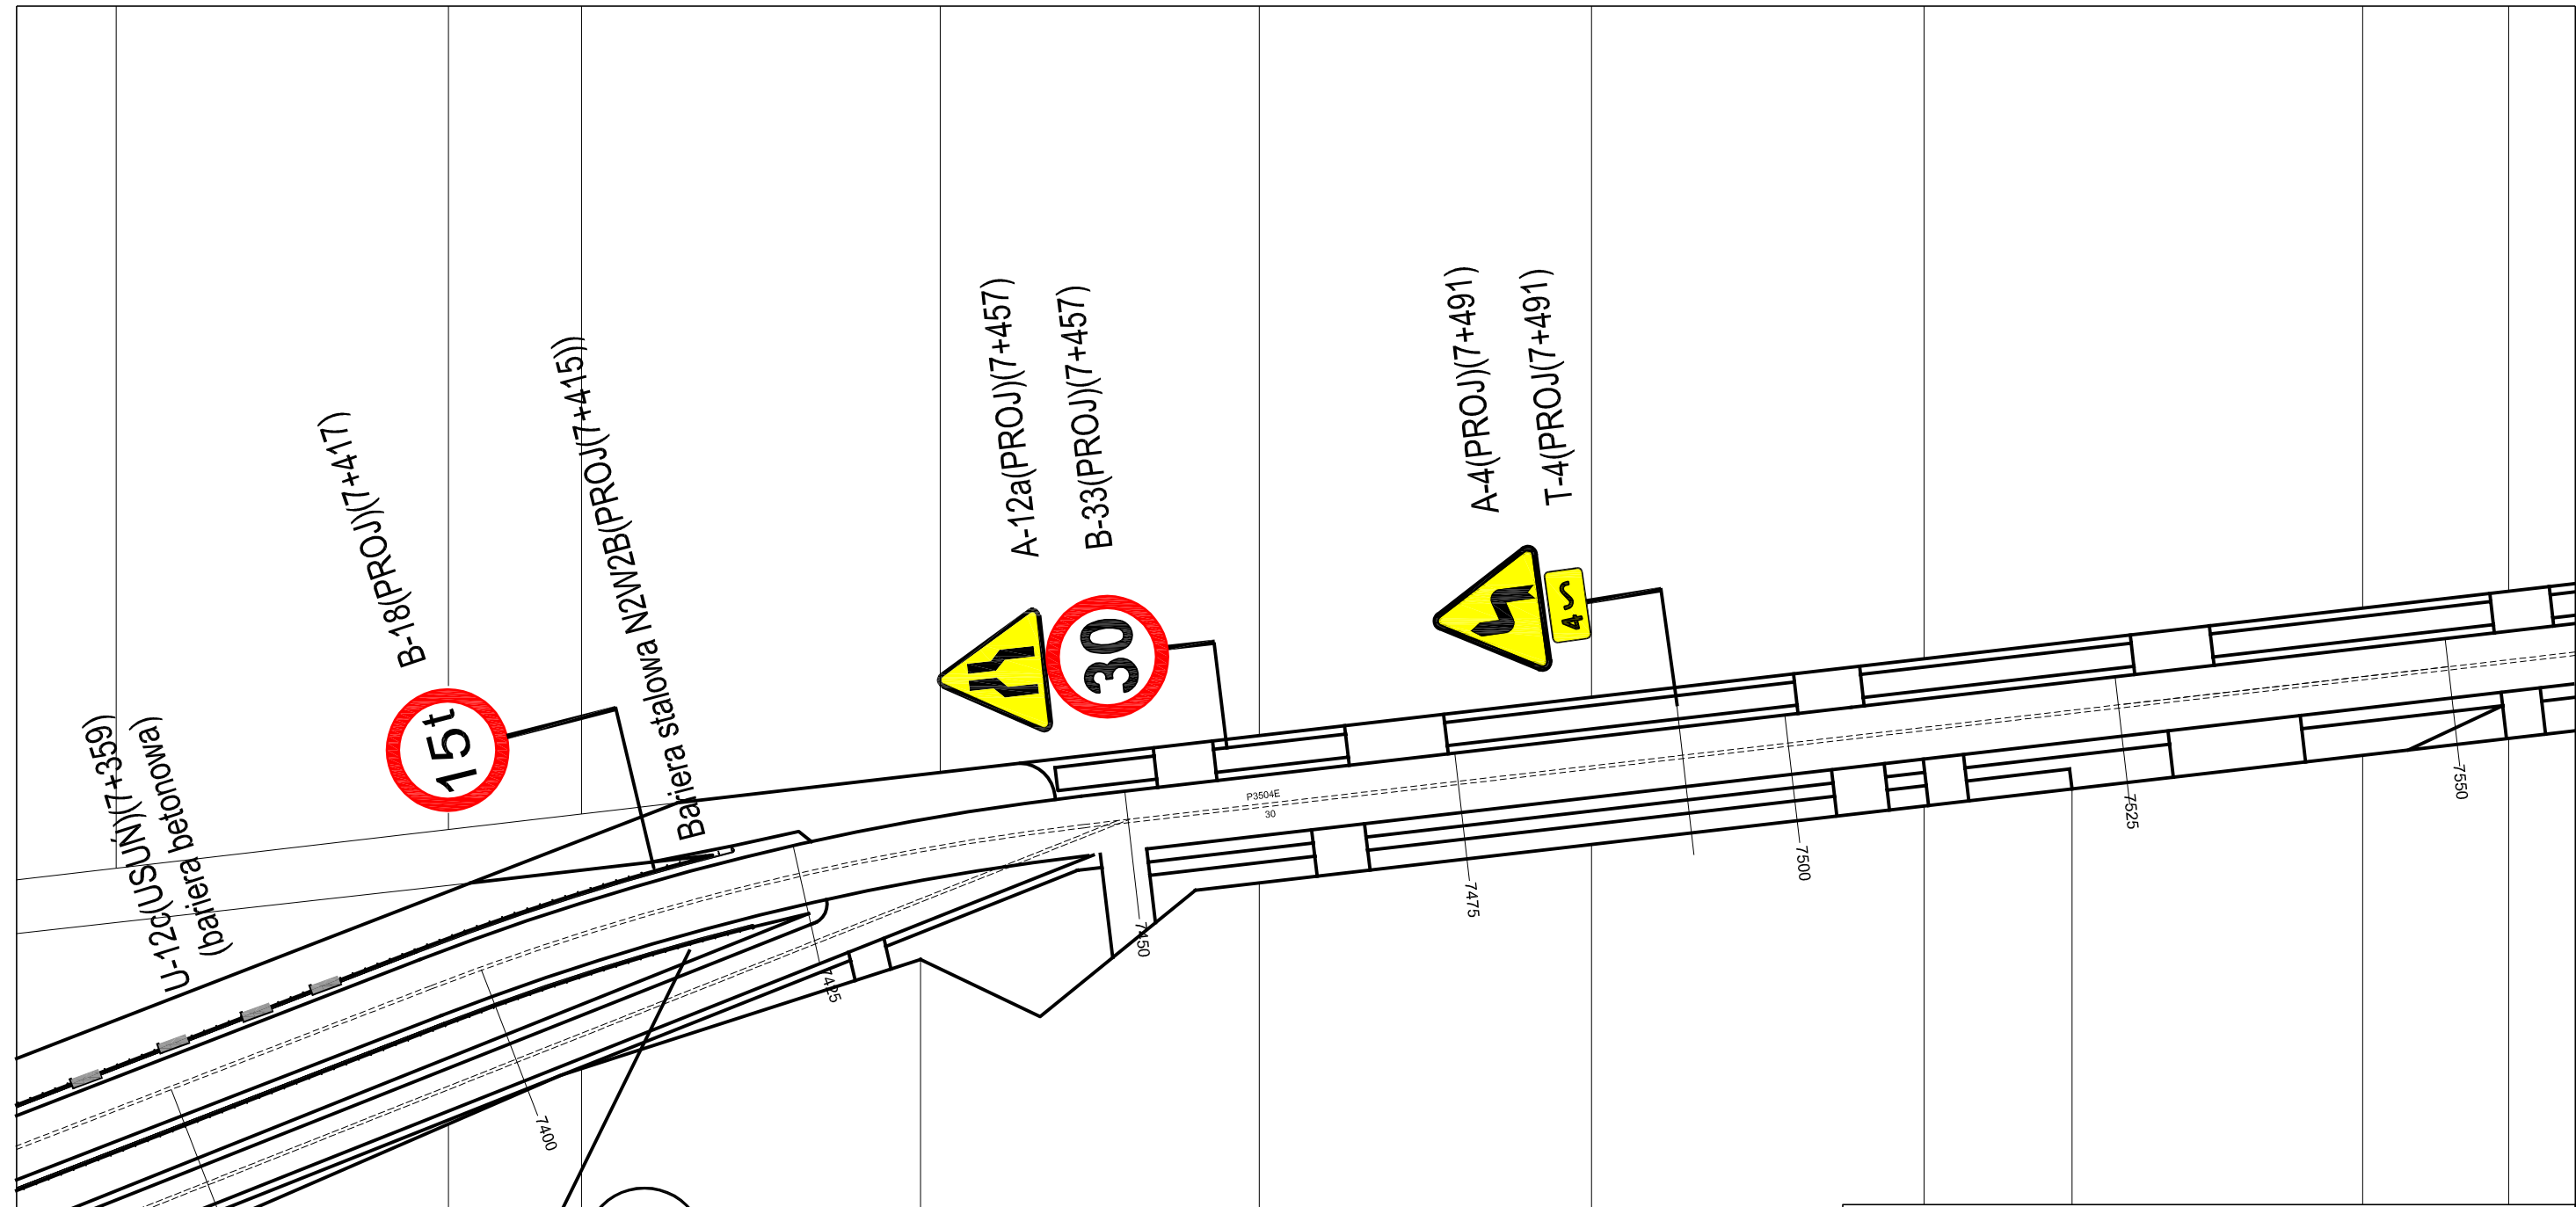 U-12c(USUŃ)(7+359)
(bariera betonowa)
B-18(PROJ)(7+417)
15t
Bariera stalowa N2W2B(PROJ(7+415))
A-12a(PROJ)(7+457)
B-33(PROJ)(7+457)
30
A-4(PROJ)(7+491)
T-4(PROJ(7+491)
4
P3504E
30
7400
7425
7450
7475
7500
7525
7550